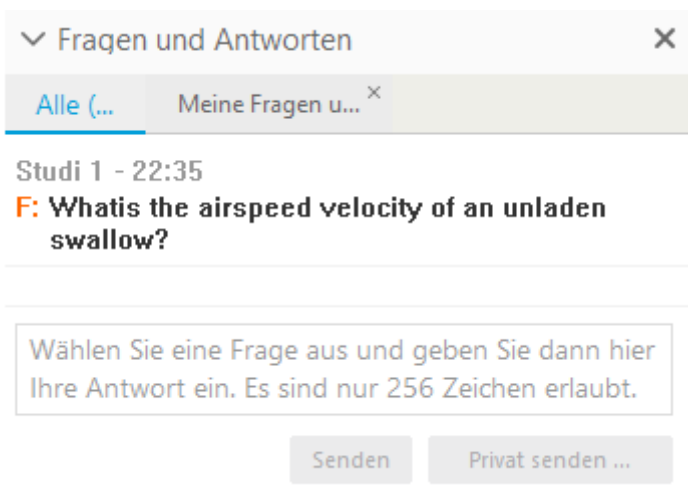 Fragen und Antworten
Alle (...
Meine Fragen u...
Studi 1 - 22:35
F: Whatis the airspeed velocity of an unladen
swallow?
Wählen Sie eine Frage aus und geben Sie dann hier
Ihre Antwort ein. Es sind nur 256 Zeichen erlaubt.
Senden
Privat senden ...